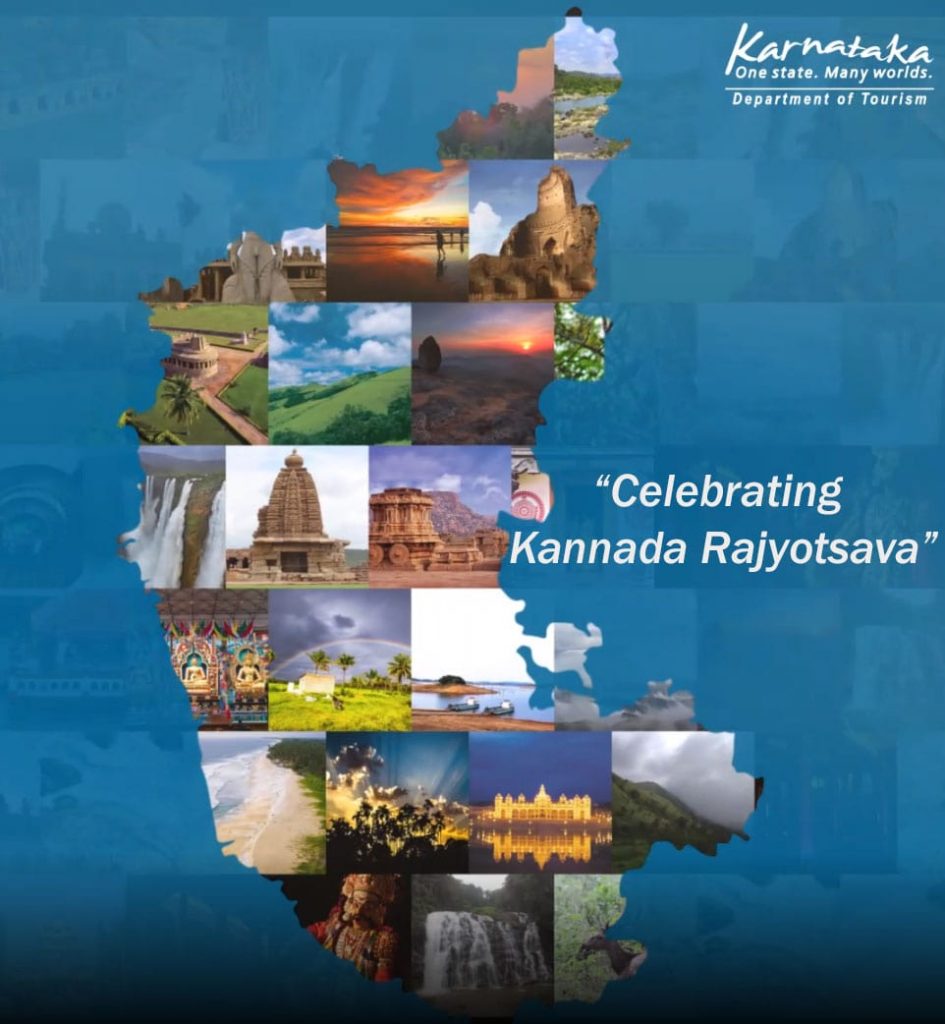 Karnataka
One state. Many worlds.
Department of Tourism
“Celebrating
Kannada Rajyotsava”